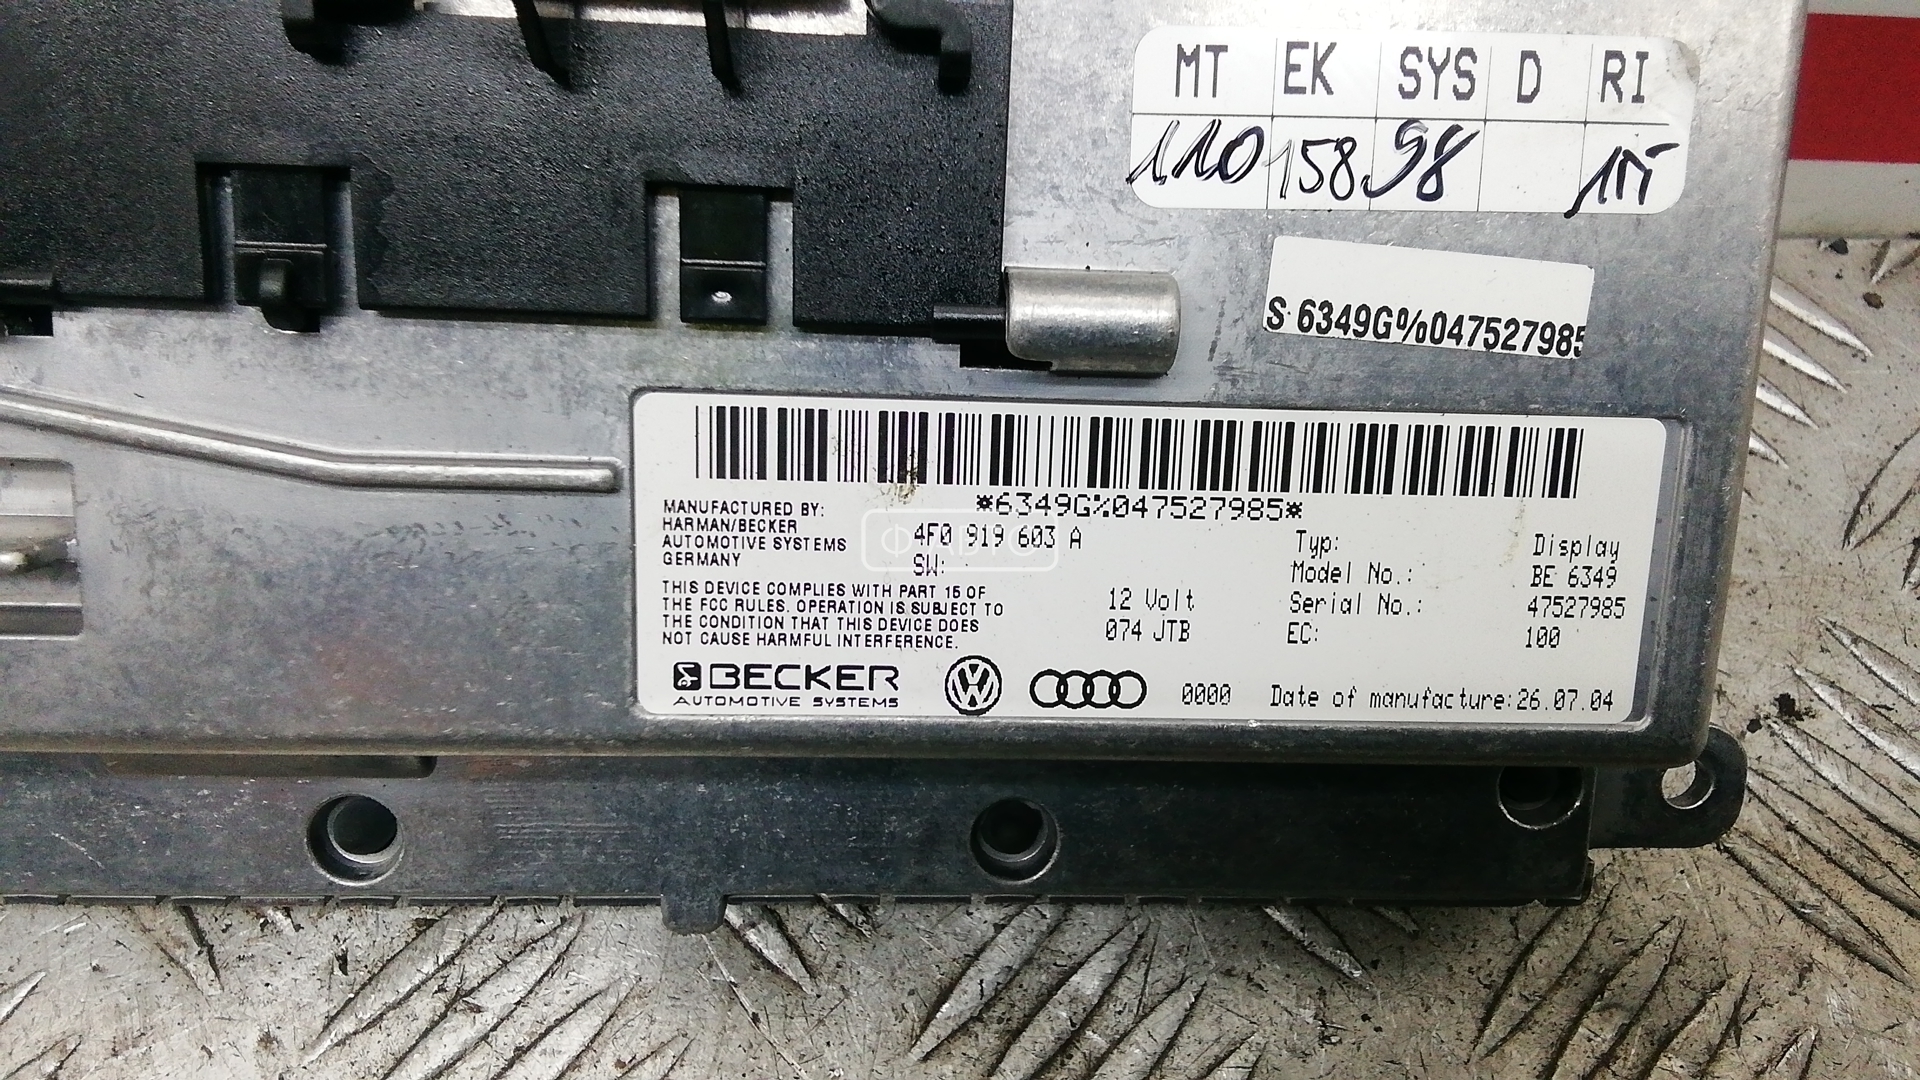 MT EK SYS D RI
110 158 98
S 6349G%047527985
*6349G%047527985*
MANUFACTURED BY:
HARMAN/BECKER
AUTOMOTIVE SYSTEMS
GERMANY
4F0 919 603 A
SW:
ФАВТО
THIS DEVICE COMPLIES WITH PART 15 OF
THE FCC RULES. OPERATION IS SUBJECT TO
THE CONDITION THAT THIS DEVICE DOES
NOT CAUSE HARMFUL INTERFERENCE.
12 Volt
074 JTB
Typ: Display
Model No.: BE 6349
Serial No.: 47527985
EC: 100
BECKER
AUTOMOTIVE SYSTEMS
0000 Date of manufacture:26.07.04